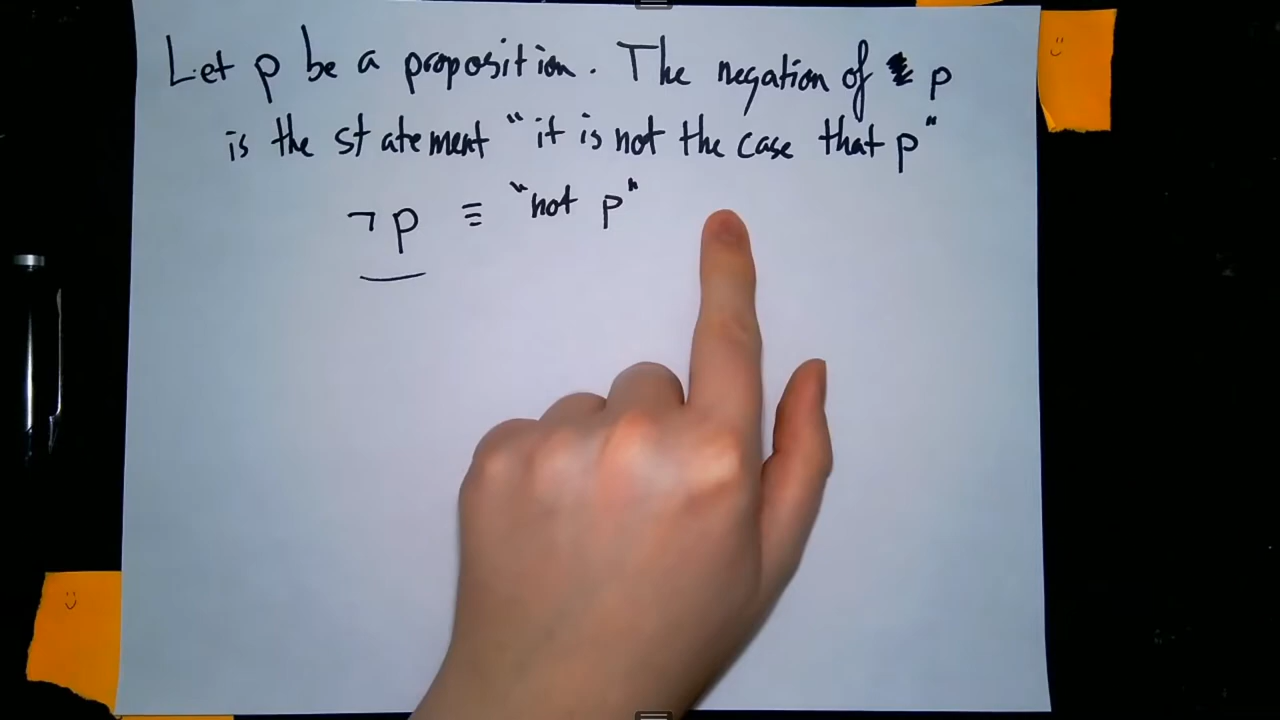 Let p be a proposition. The negation of p
is the statement "it is not the case that p"
¬p ≡ "not p"